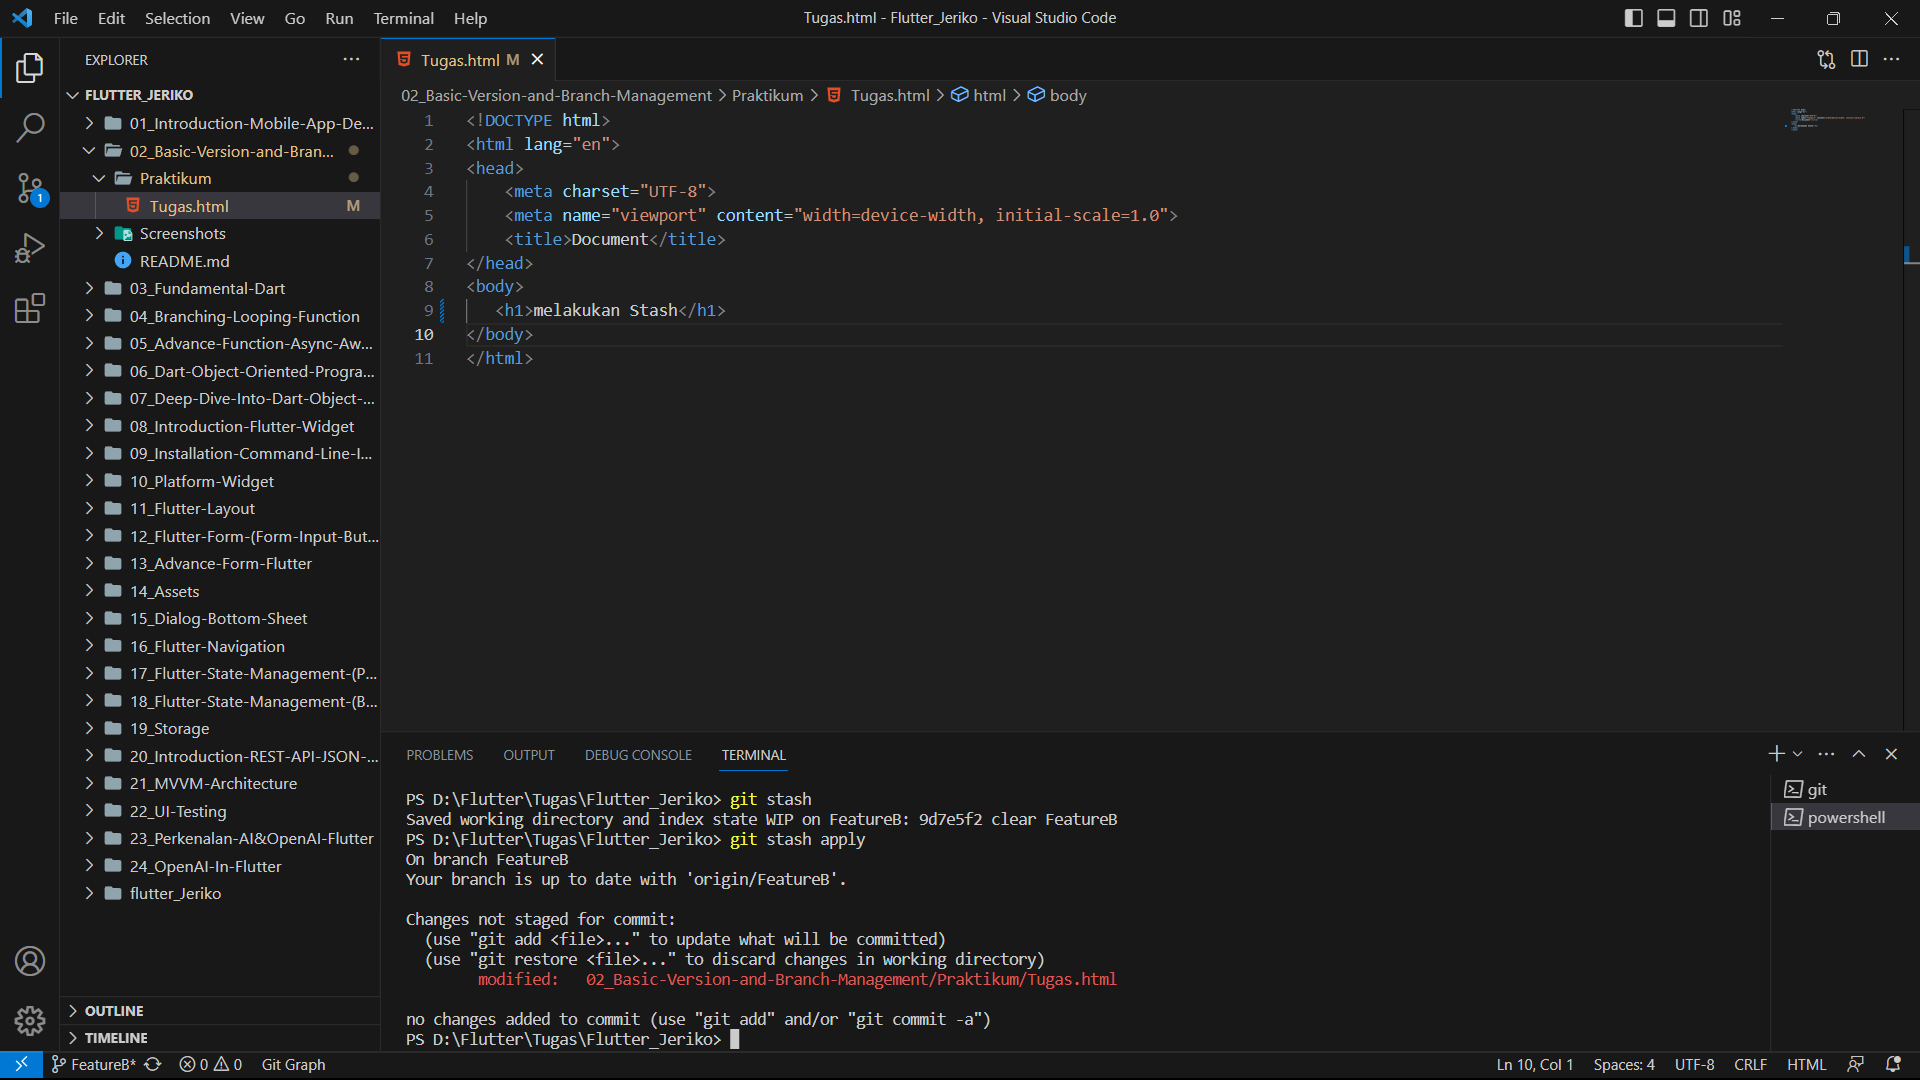 File Edit Selection View Go Run Terminal Help
Tugas.html - Flutter_Jeriko - Visual Studio Code
EXPLORER
FLUTTER_JERIKO
01_Introduction-Mobile-App-De...
02_Basic-Version-and-Bran...
Praktikum
Tugas.html M
Screenshots
README.md
03_Fundamental-Dart
04_Branching-Looping-Function
05_Advance-Function-Async-Aw...
06_Dart-Object-Oriented-Progra...
07_Deep-Dive-Into-Dart-Object-...
08_Introduction-Flutter-Widget
09_Installation-Command-Line-I...
10_Platform-Widget
11_Flutter-Layout
12_Flutter-Form-(Form-Input-But...
13_Advance-Form-Flutter
14_Assets
15_Dialog-Bottom-Sheet
16_Flutter-Navigation
17_Flutter-State-Management-(P...
18_Flutter-State-Management-(B...
19_Storage
20_Introduction-REST-API-JSON-...
21_MVVM-Architecture
22_UI-Testing
23_Perkenalan-AI&OpenAI-Flutter
24_OpenAI-In-Flutter
flutter_Jeriko
OUTLINE
TIMELINE
1
Tugas.html M
02_Basic-Version-and-Branch-Management > Praktikum > Tugas.html > html > body
1 <!DOCTYPE html>
2 <html lang="en">
3 <head>
4 <meta charset="UTF-8">
5 <meta name="viewport" content="width=device-width, initial-scale=1.0">
6 <title>Document</title>
7 </head>
8 <body>
9 <h1>melakukan Stash</h1>
10 </body>
11 </html>
PROBLEMS OUTPUT DEBUG CONSOLE TERMINAL
PS D:\Flutter\Tugas\Flutter_Jeriko> git stash
Saved working directory and index state WIP on FeatureB: 9d7e5f2 clear FeatureB
PS D:\Flutter\Tugas\Flutter_Jeriko> git stash apply
On branch FeatureB
Your branch is up to date with 'origin/FeatureB'.
Changes not staged for commit:
(use "git add <file>..." to update what will be committed)
(use "git restore <file>..." to discard changes in working directory)
modified: 02_Basic-Version-and-Branch-Management/Praktikum/Tugas.html
no changes added to commit (use "git add" and/or "git commit -a")
PS D:\Flutter\Tugas\Flutter_Jeriko>
git
powershell
FeatureB* 0 0 Git Graph
Ln 10, Col 1 Spaces: 4 UTF-8 CRLF HTML